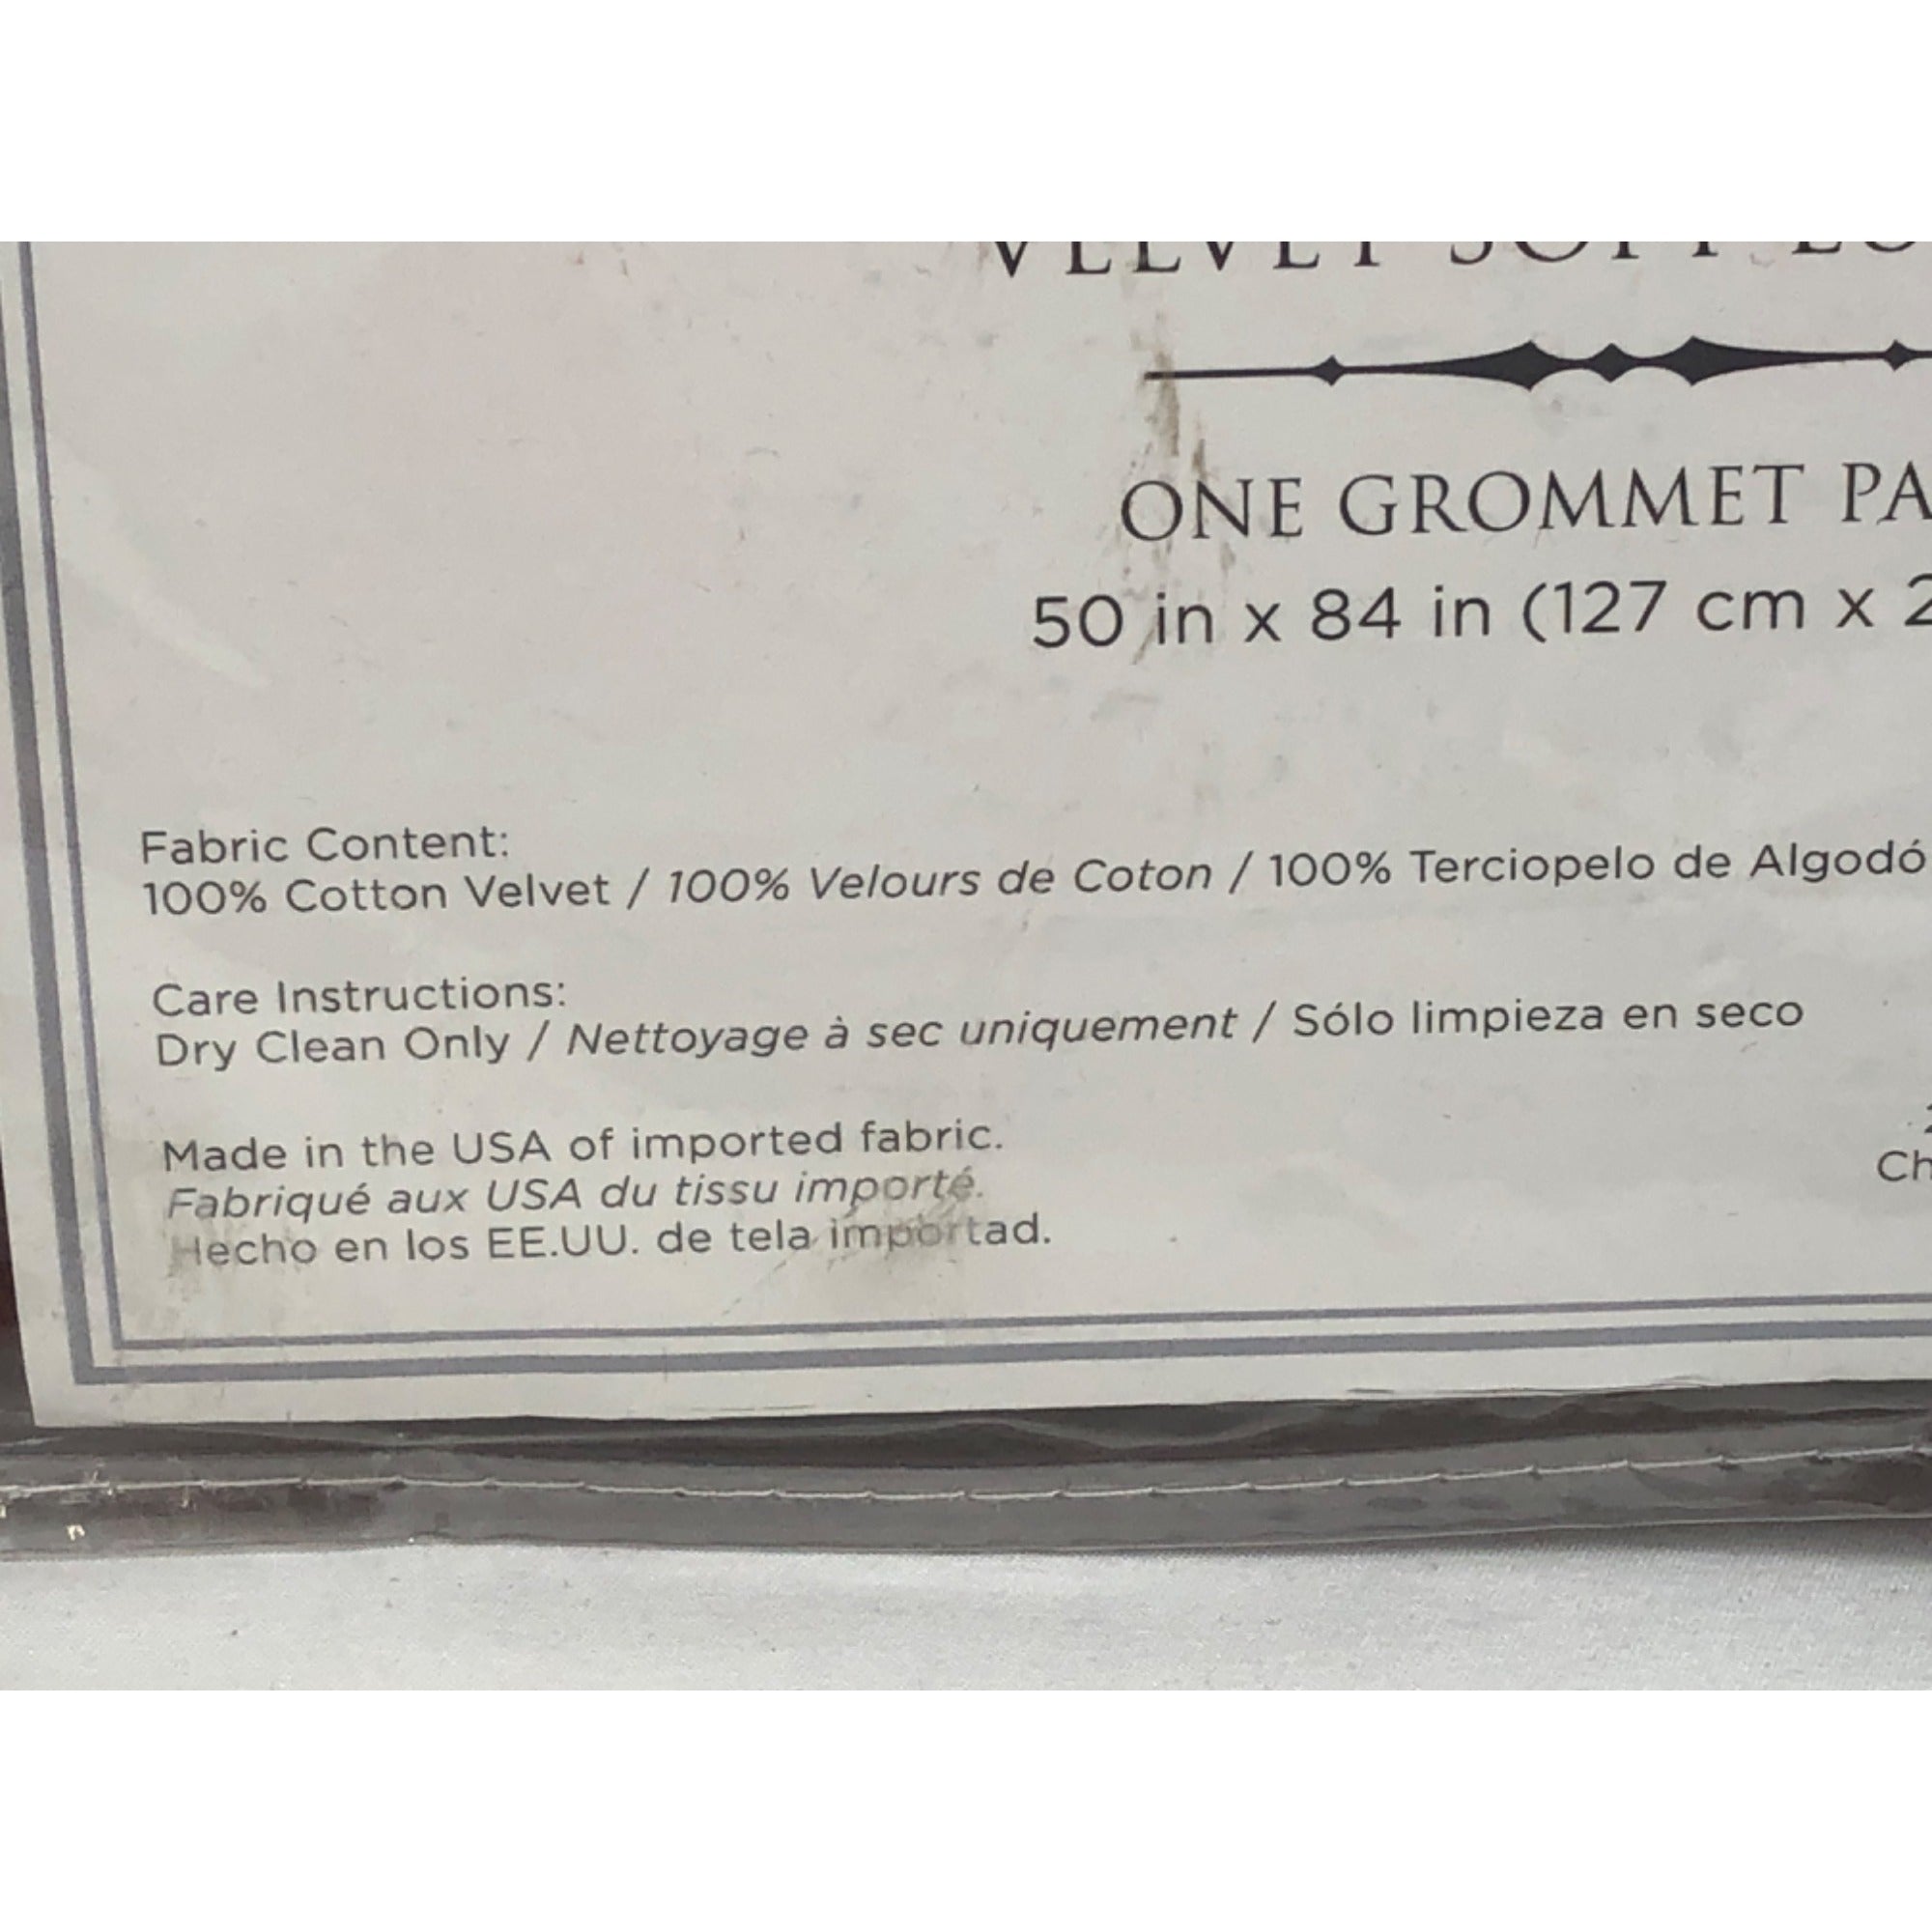 VELVET SOFT
ONE GROMMET PA
50 in x 84 in (127 cm x 2
Fabric Content:
100% Cotton Velvet / 100% Velours de Coton / 100% Terciopelo de Algodó
Care Instructions:
Dry Clean Only / Nettoyage à sec uniquement / Sólo limpieza en seco
Made in the USA of imported fabric.
Fabriqué aux USA du tissu importé.
Hecho en los EE.UU. de tela importad.
Ch